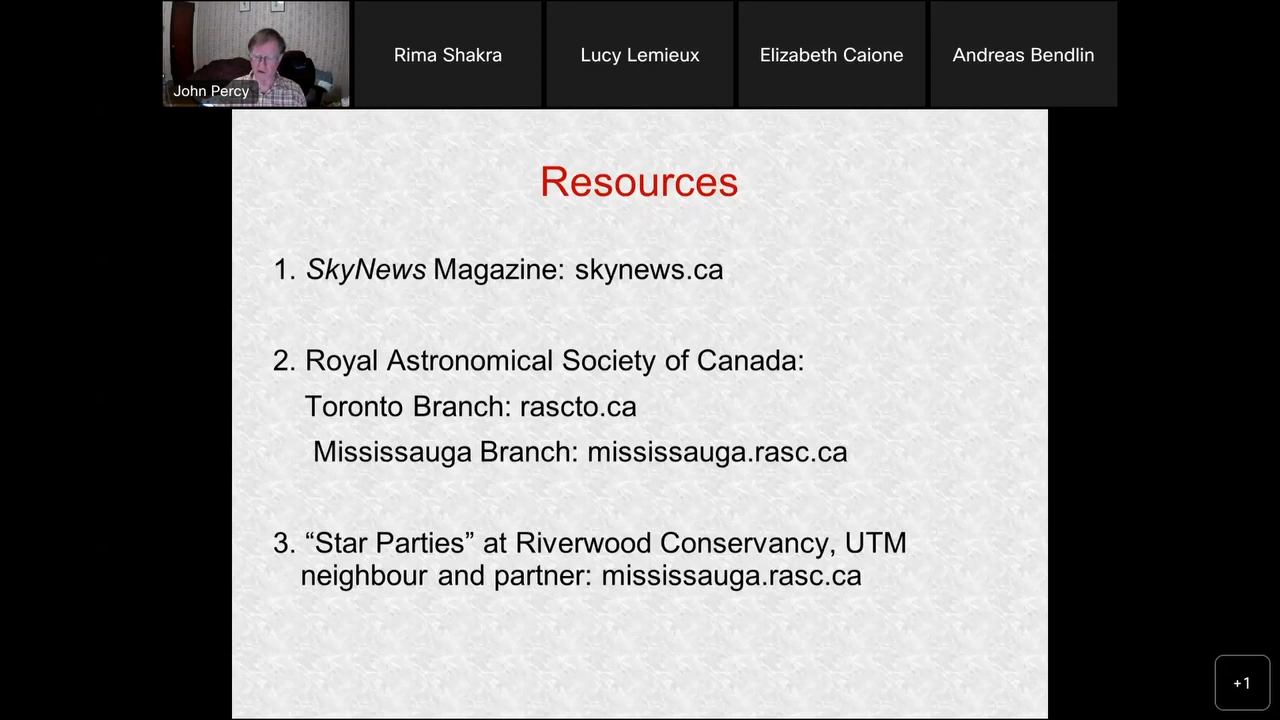 John Percy
Rima Shakra
Lucy Lemieux
Elizabeth Caione
Andreas Bendlin
Resources
1. SkyNews Magazine: skynews.ca
2. Royal Astronomical Society of Canada:
Toronto Branch: rascto.ca
Mississauga Branch: mississauga.rasc.ca
3. “Star Parties” at Riverwood Conservancy, UTM
neighbour and partner: mississauga.rasc.ca
+1